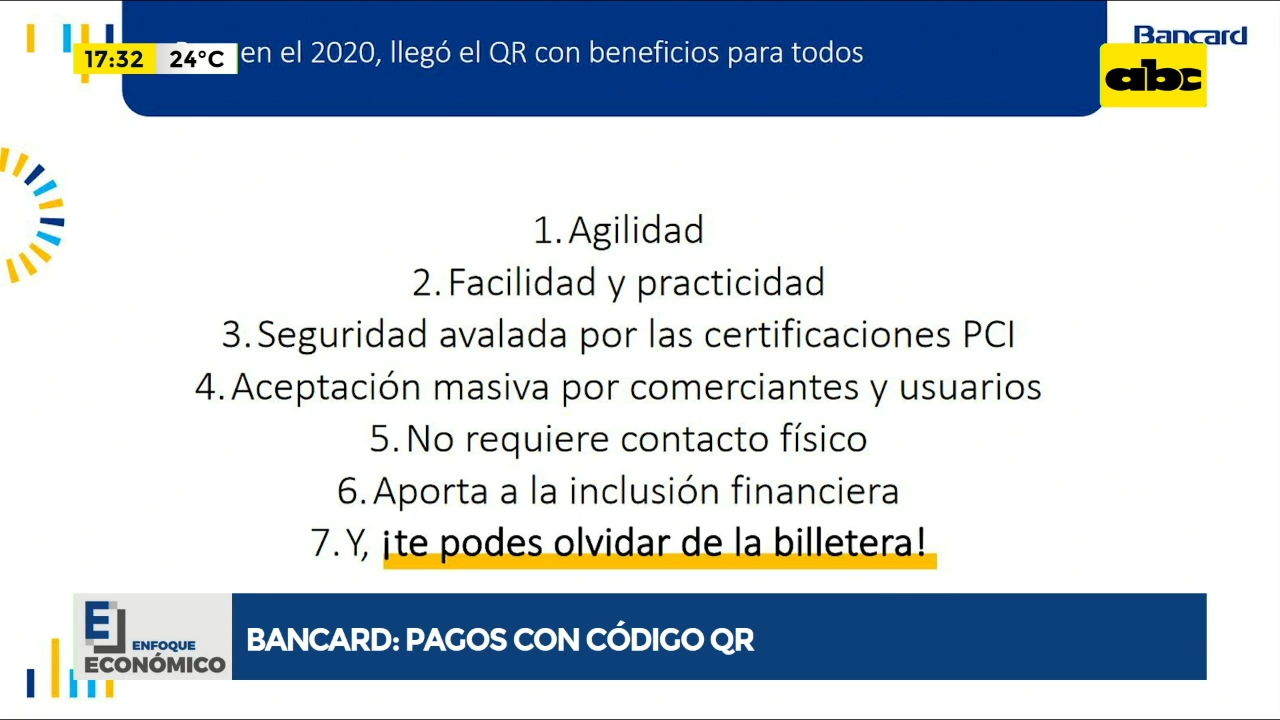 en el 2020, llegó el QR con beneficios para todos
Bancard
17:32 24°C
abc
1. Agilidad
2. Facilidad y practicidad
3. Seguridad avalada por las certificaciones PCI
4. Aceptación masiva por comerciantes y usuarios
5. No requiere contacto físico
6. Aporta a la inclusión financiera
7. Y, ¡te podes olvidar de la billetera!
E
ENFOQUE
ECONÓMICO
BANCARD: PAGOS CON CÓDIGO QR